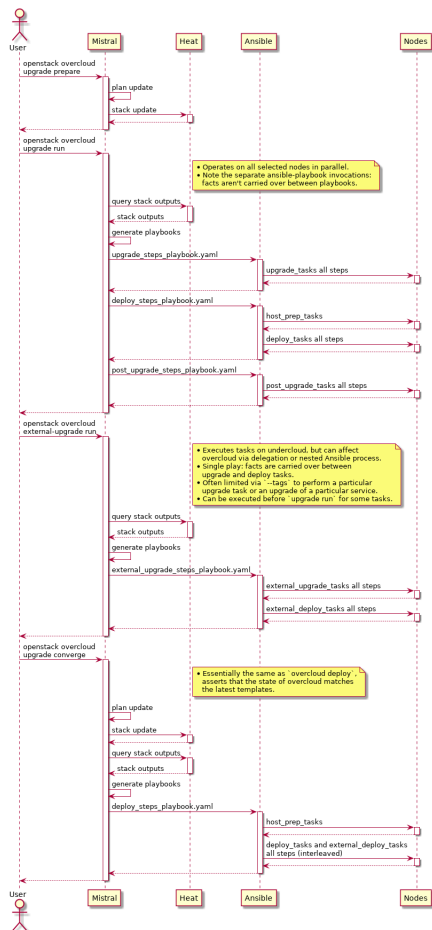 User
Mistral
Heat
Ansible
Nodes
openstack overcloud
upgrade prepare
plan update
stack update
openstack overcloud
upgrade run
• Operates on all selected nodes in parallel.
• Note the separate ansible-playbook invocations:
facts aren't carried over between playbooks.
query stack outputs
stack outputs
generate playbooks
upgrade_steps_playbook.yaml
upgrade_tasks all steps
deploy_steps_playbook.yaml
host_prep_tasks
deploy_tasks all steps
post_upgrade_steps_playbook.yaml
post_upgrade_tasks all steps
openstack overcloud
external-upgrade run
• Executes tasks on undercloud, but can affect
overcloud via delegation or nested Ansible process.
• Single play: facts are carried over between
upgrade and deploy tasks.
• Often limited via `--tags` to perform a particular
upgrade task or an upgrade of a particular service.
• Can be executed before `upgrade run` for some tasks.
query stack outputs
stack outputs
generate playbooks
external_upgrade_steps_playbook.yaml
external_upgrade_tasks all steps
external_deploy_tasks all steps
openstack overcloud
upgrade converge
• Essentially the same as `overcloud deploy`,
asserts that the state of overcloud matches
the latest templates.
plan update
stack update
query stack outputs
stack outputs
generate playbooks
deploy_steps_playbook.yaml
host_prep_tasks
deploy_tasks and external_deploy_tasks
all steps (interleaved)
User
Mistral
Heat
Ansible
Nodes